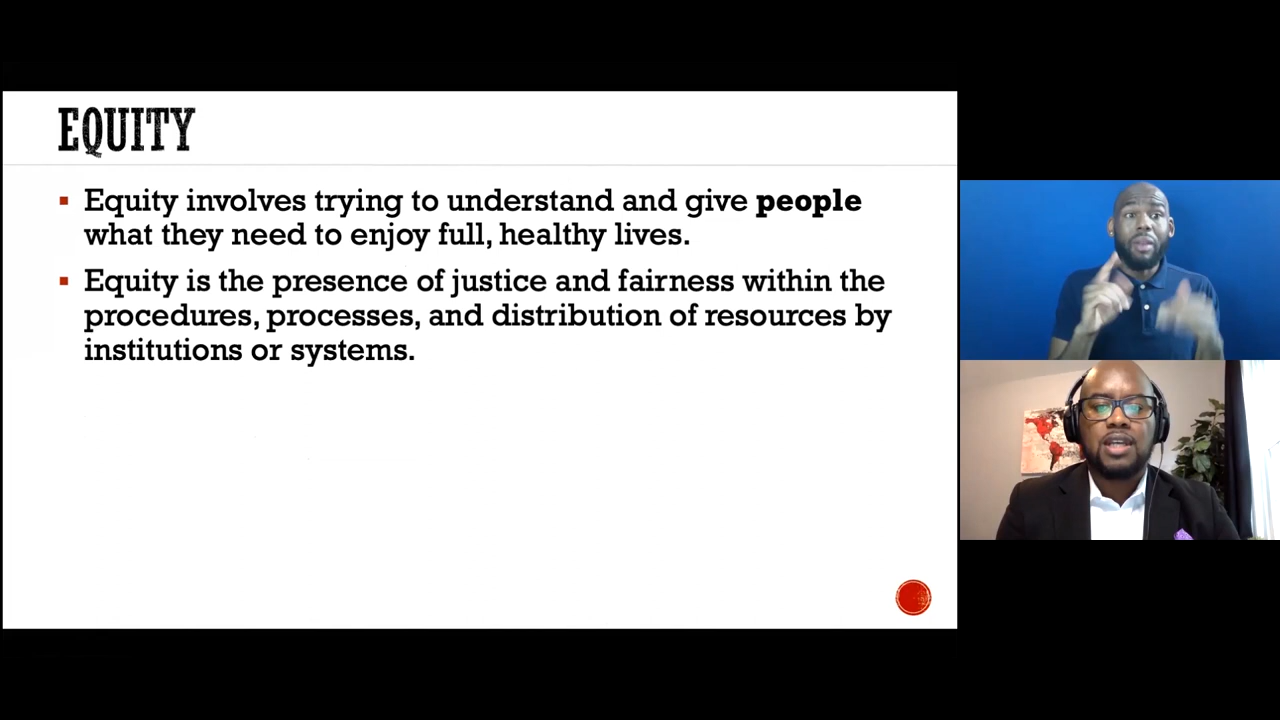 EQUITY
Equity involves trying to understand and give people
what they need to enjoy full, healthy lives.
Equity is the presence of justice and fairness within the
procedures, processes, and distribution of resources by
institutions or systems.